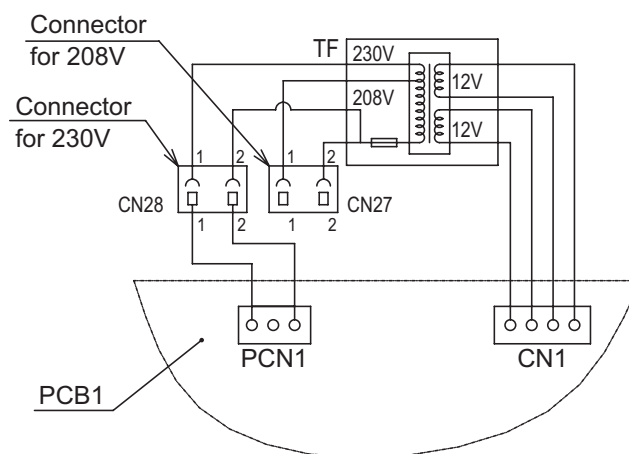 Connector
for 208V
TF
230V
12V
208V
12V
Connector
for 230V
1
2
1
2
CN28
CN27
1
2
1
2
PCN1
CN1
PCB1